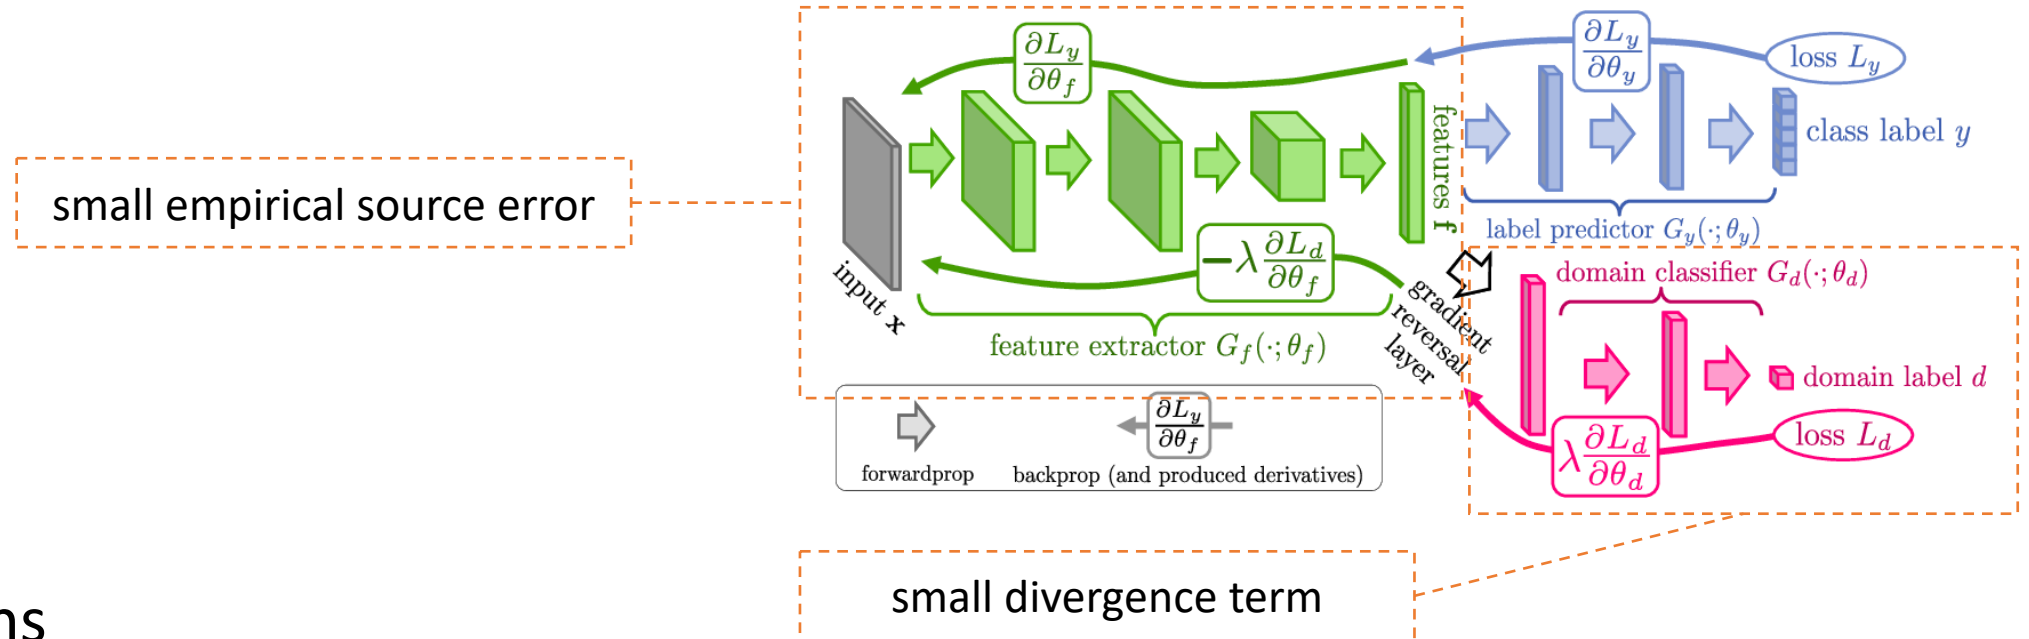 ∂L_y/∂θ_f
∂L_y/∂θ_y
loss L_y
features f
class label y
small empirical source error
label predictor G_y(·; θ_y)
−λ ∂L_d/∂θ_f
input x
domain classifier G_d(·; θ_d)
gradient
reversal
layer
feature extractor G_f(·; θ_f)
domain label d
∂L_y/∂θ_f
loss L_d
λ ∂L_d/∂θ_d
forwardprop
backprop (and produced derivatives)
small divergence term
ns